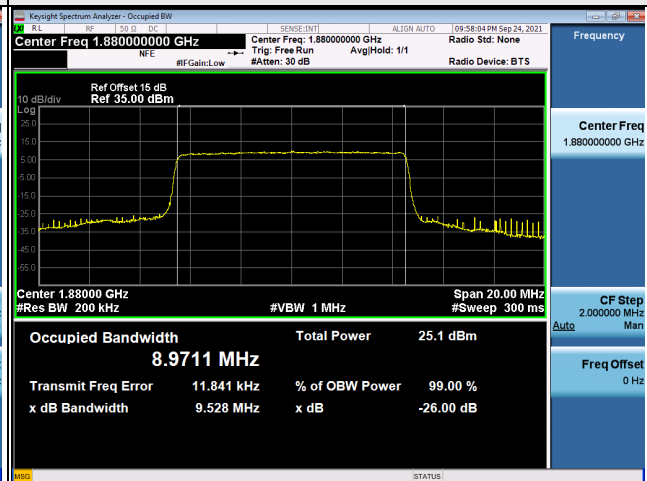 Keysight Spectrum Analyzer - Occupied BW
LXI RL RF 50 Ω DC SENSE:INT ALIGN AUTO 09:58:04 PM Sep 24, 2021
Center Freq 1.880000000 GHz Center Freq: 1.880000000 GHz Radio Std: None
NFE Trig: Free Run Avg|Hold: 1/1
#IFGain:Low #Atten: 30 dB Radio Device: BTS
Ref Offset 15 dB
10 dB/div Ref 35.00 dBm
Log
25.0
15.0
5.00
-5.00
-15.0
-25.0
-35.0
-45.0
-55.0
Center 1.88000 GHz Span 20.00 MHz
#Res BW 200 kHz #VBW 1 MHz #Sweep 300 ms
Occupied Bandwidth Total Power 25.1 dBm
8.9711 MHz
Transmit Freq Error 11.841 kHz % of OBW Power 99.00 %
x dB Bandwidth 9.528 MHz x dB -26.00 dB
MSG STATUS
Frequency
Center Freq
1.880000000 GHz
CF Step
2.000000 MHz
Auto Man
Freq Offset
0 Hz